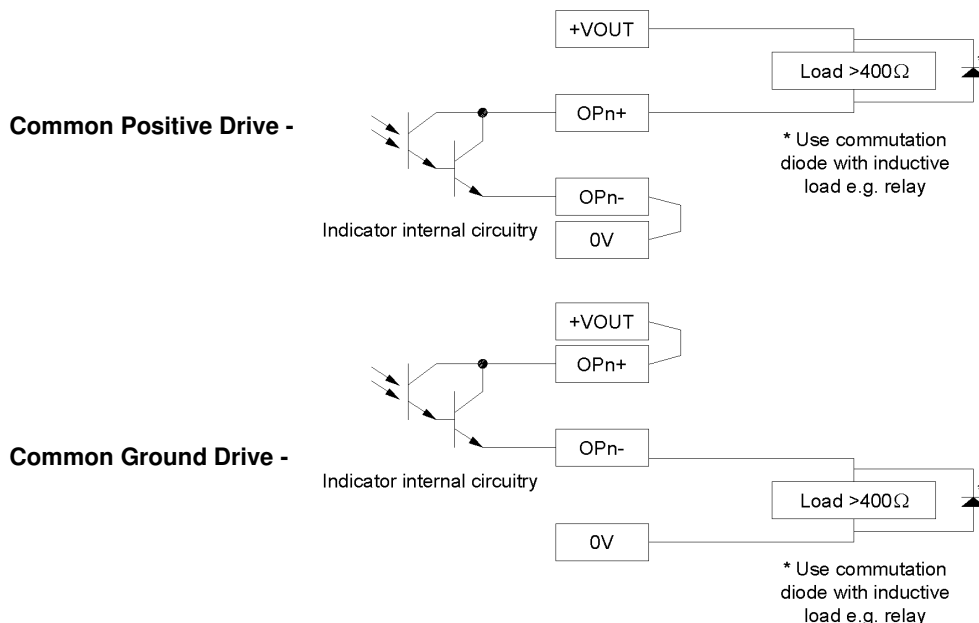 +VOUT
Load >400Ω
*
Common Positive Drive -
OPn+
* Use commutation
diode with inductive
load e.g. relay
OPn-
Indicator internal circuitry
0V
+VOUT
OPn+
Common Ground Drive -
OPn-
Indicator internal circuitry
Load >400Ω
*
0V
* Use commutation
diode with inductive
load e.g. relay